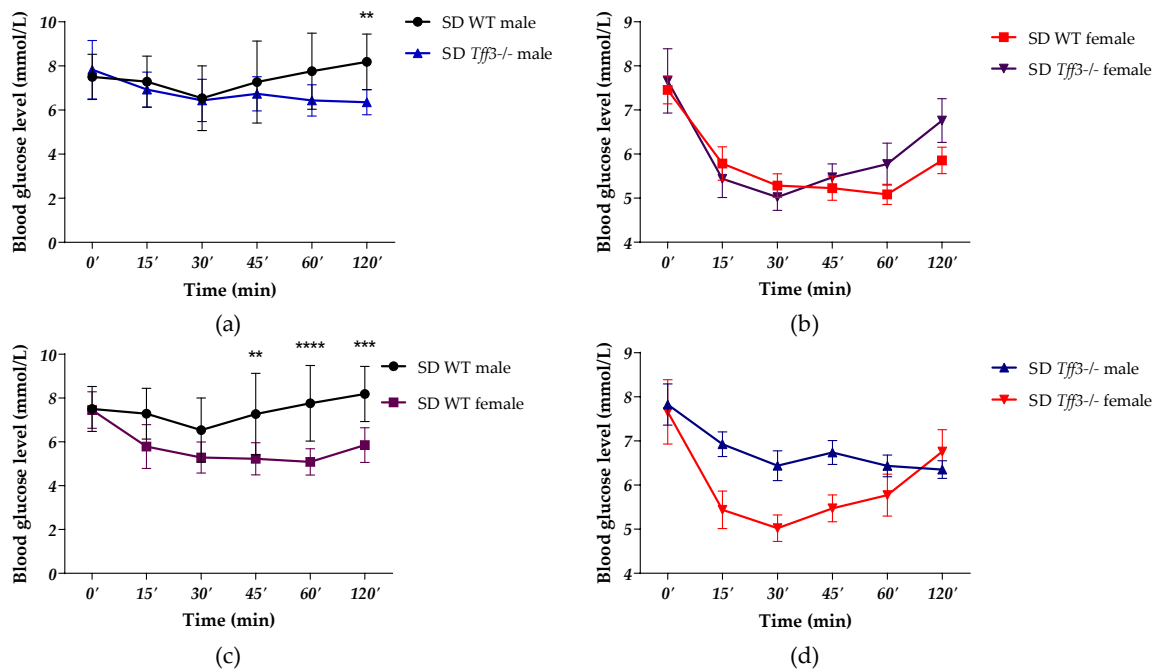 10
8
6
4
2
0
Blood glucose level (mmol/L)
**
0′ 15′ 30′ 45′ 60′ 120′
Time (min)
SD WT male
SD Tff3-/- male
(a)
9
8
7
6
5
4
Blood glucose level (mmol/L)
0′ 15′ 30′ 45′ 60′ 120′
Time (min)
SD WT female
SD Tff3-/- female
(b)
10
8
6
4
2
0
Blood glucose level (mmol/L)
** **** ***
0′ 15′ 30′ 45′ 60′ 120′
Time (min)
SD WT male
SD WT female
(c)
9
8
7
6
5
4
Blood glucose level (mmol/L)
0′ 15′ 30′ 45′ 60′ 120′
Time (min)
SD Tff3-/- male
SD Tff3-/- female
(d)